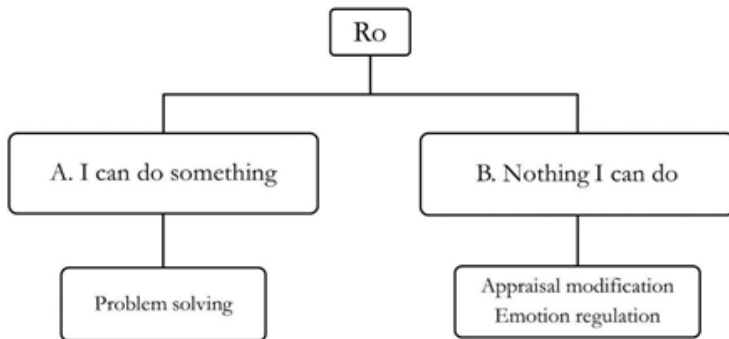 Ro
A. I can do something
B. Nothing I can do
Problem solving
Appraisal modification
Emotion regulation